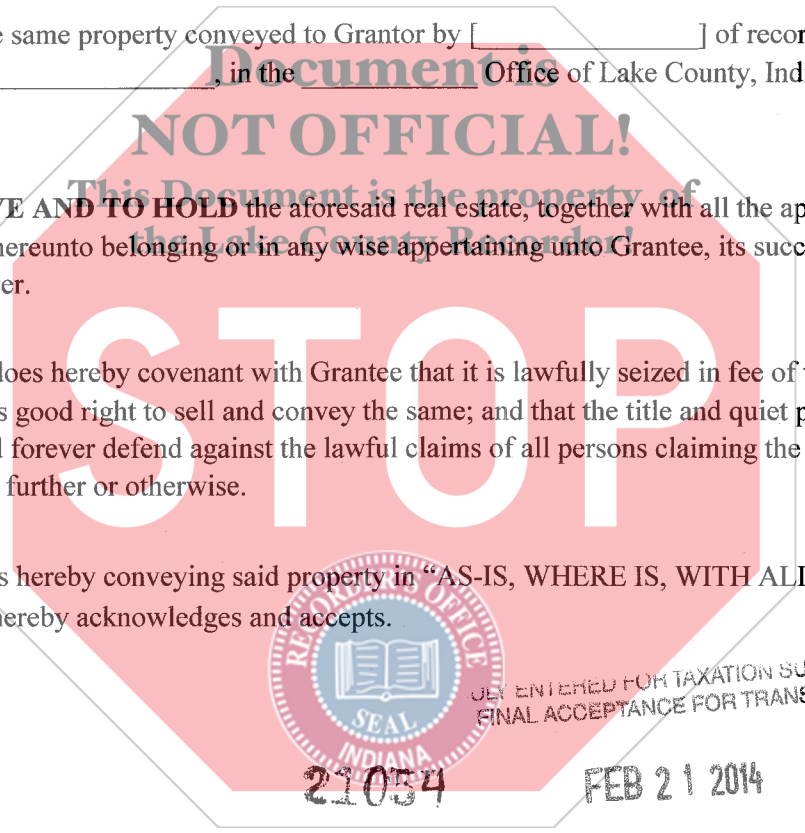 e same property conveyed to Grantor by [____________________] of recor
Document is
____________________, in the ________________ Office of Lake County, Ind
NOT OFFICIAL!
This Document is the property of
VE AND TO HOLD the aforesaid real estate, together with all the ap
the Lake County Recorder!
hereunto belonging or in any wise appertaining unto Grantee, its succ
er.
STOP
does hereby covenant with Grantee that it is lawfully seized in fee of
s good right to sell and convey the same; and that the title and quiet p
l forever defend against the lawful claims of all persons claiming the
further or otherwise.
s hereby conveying said property in “AS-IS, WHERE IS, WITH ALL
hereby acknowledges and accepts.
RECORDER'S OFFICE
SEAL
INDIANA
ENTERED FOR TAXATION SU
FINAL ACCEPTANCE FOR TRANS
21054
FEB 21 2014